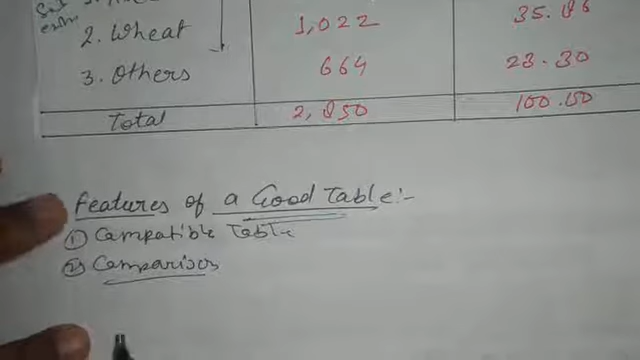 2. Wheat 1,022 35.86
3. Others 664 23.30
Total 2,850 100.00
Features of a Good Table:-
① Compatible Table
② Comparison